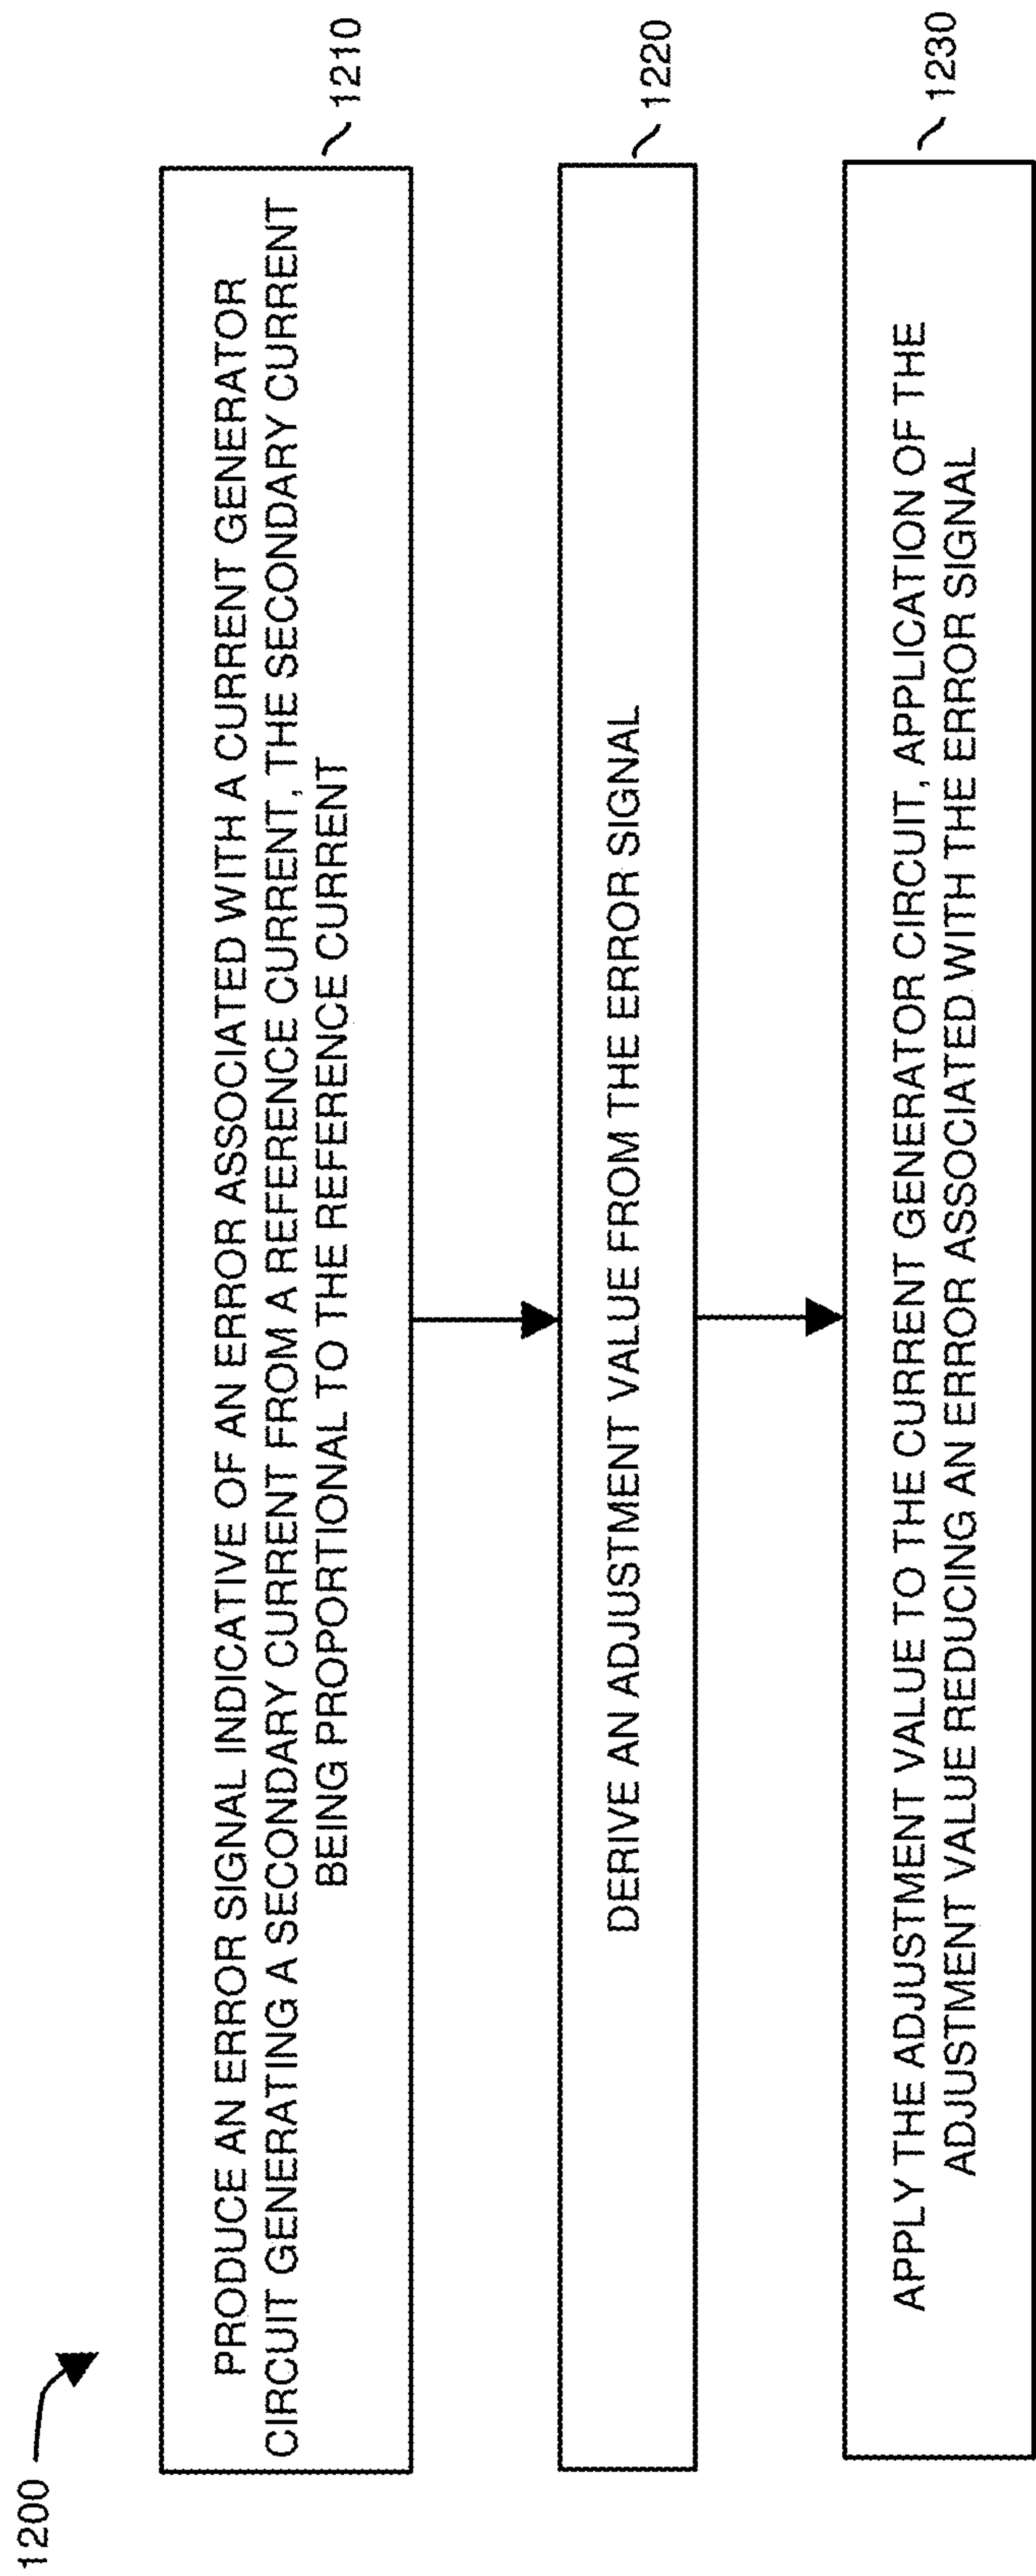 1200
PRODUCE AN ERROR SIGNAL INDICATIVE OF AN ERROR ASSOCIATED WITH A CURRENT GENERATOR
CIRCUIT GENERATING A SECONDARY CURRENT FROM A REFERENCE CURRENT, THE SECONDARY CURRENT
BEING PROPORTIONAL TO THE REFERENCE CURRENT
1210
DERIVE AN ADJUSTMENT VALUE FROM THE ERROR SIGNAL
1220
APPLY THE ADJUSTMENT VALUE TO THE CURRENT GENERATOR CIRCUIT, APPLICATION OF THE
ADJUSTMENT VALUE REDUCING AN ERROR ASSOCIATED WITH THE ERROR SIGNAL
1230